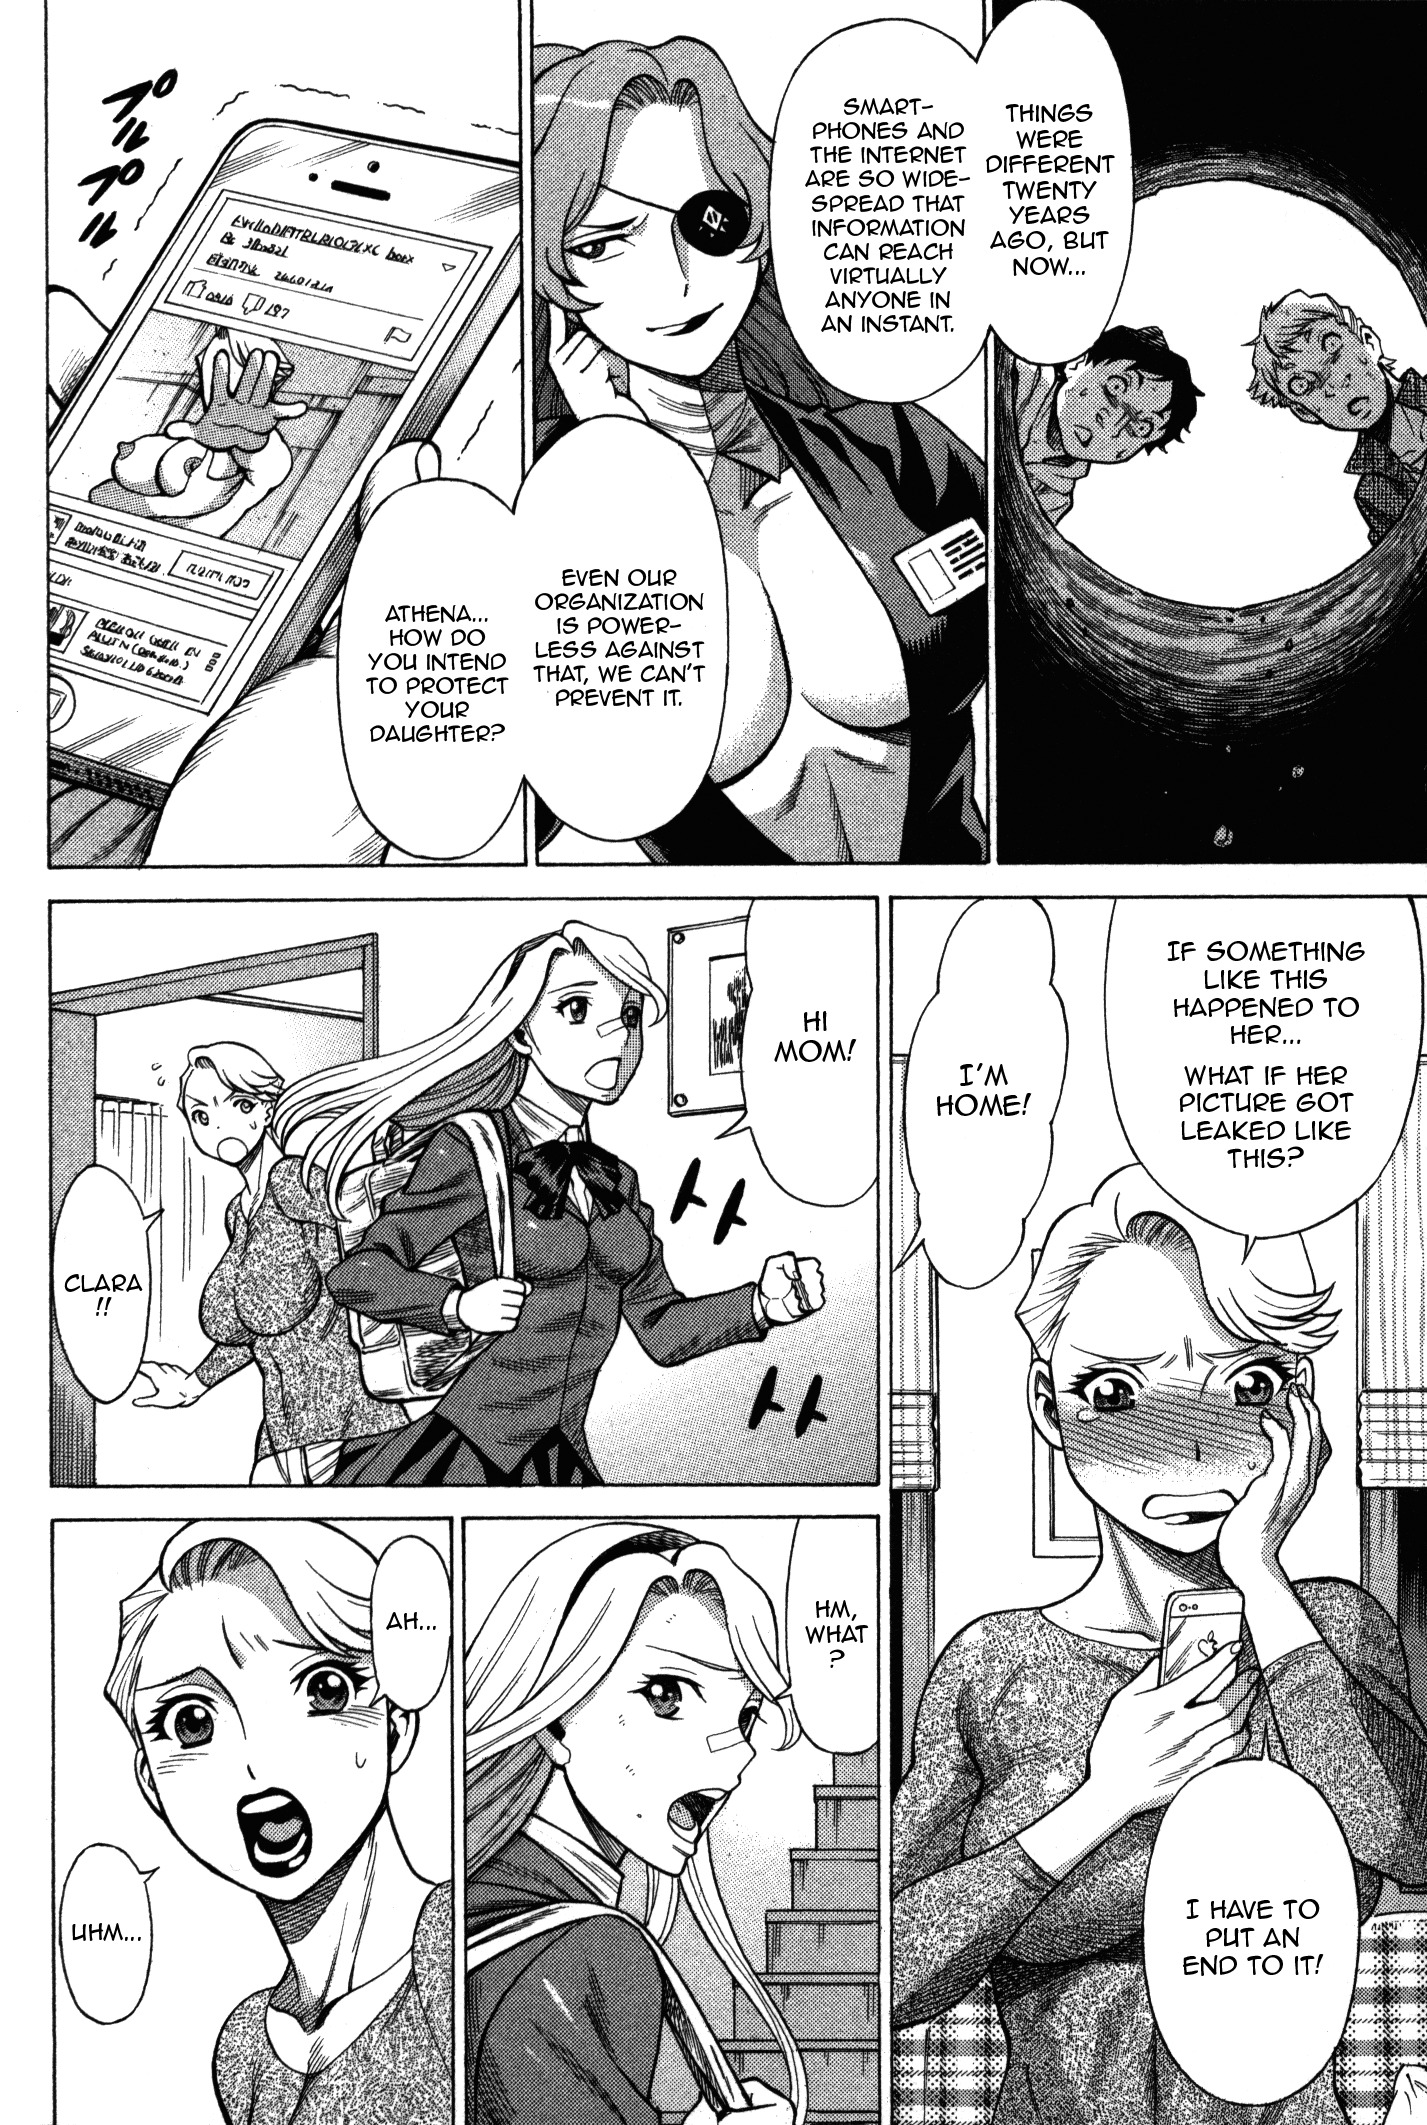 THINGS
WERE
DIFFERENT
TWENTY
YEARS
AGO, BUT
NOW...
SMART-
PHONES AND
THE INTERNET
ARE SO WIDE-
SPREAD THAT
INFORMATION
CAN REACH
VIRTUALLY
ANYONE IN
AN INSTANT.
EVEN OUR
ORGANIZATION
IS POWER-
LESS AGAINST
THAT, WE CAN'T
PREVENT IT.
ATHENA...
HOW DO
YOU INTEND
TO PROTECT
YOUR
DAUGHTER?
プル
プル
IF SOMETHING
LIKE THIS
HAPPENED TO
HER...
WHAT IF HER
PICTURE GOT
LEAKED LIKE
THIS?
I'M
HOME!
I HAVE TO
PUT AN
END TO IT!
HI
MOM!
トト
トト
CLARA
!!
HM,
WHAT
?
AH...
UHM...